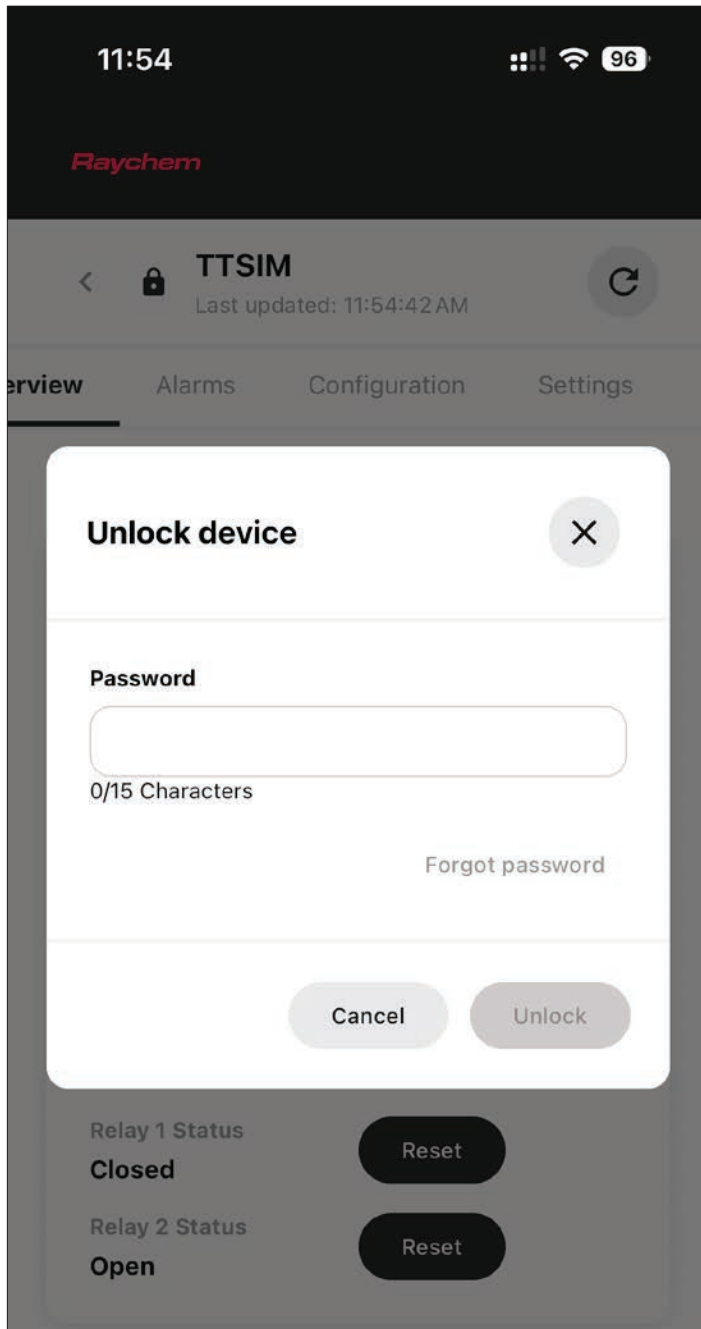 11:54
96
Raychem
TTSIM
Last updated: 11:54:42 AM
erview Alarms Configuration Settings
Unlock device
Password
0/15 Characters
Forgot password
Cancel Unlock
Relay 1 Status
Closed
Reset
Relay 2 Status
Open
Reset